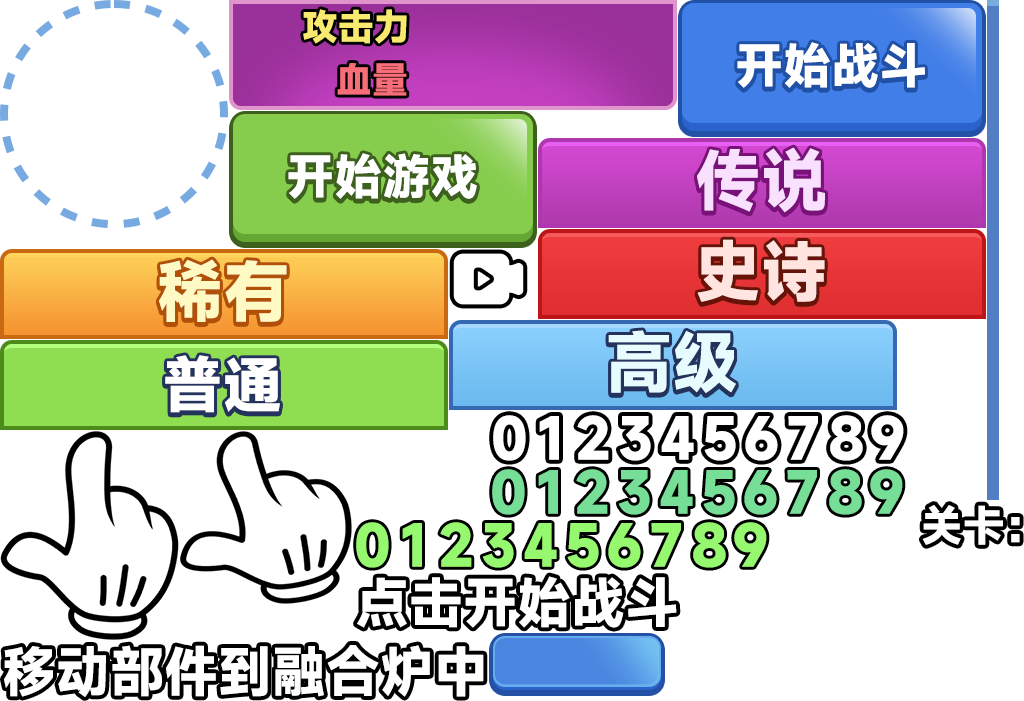 攻击力
血量
开始战斗
开始游戏
传说
稀有
史诗
普通
高级
0123456789
0123456789
关卡:
0123456789
点击开始战斗
移动部件到融合炉中